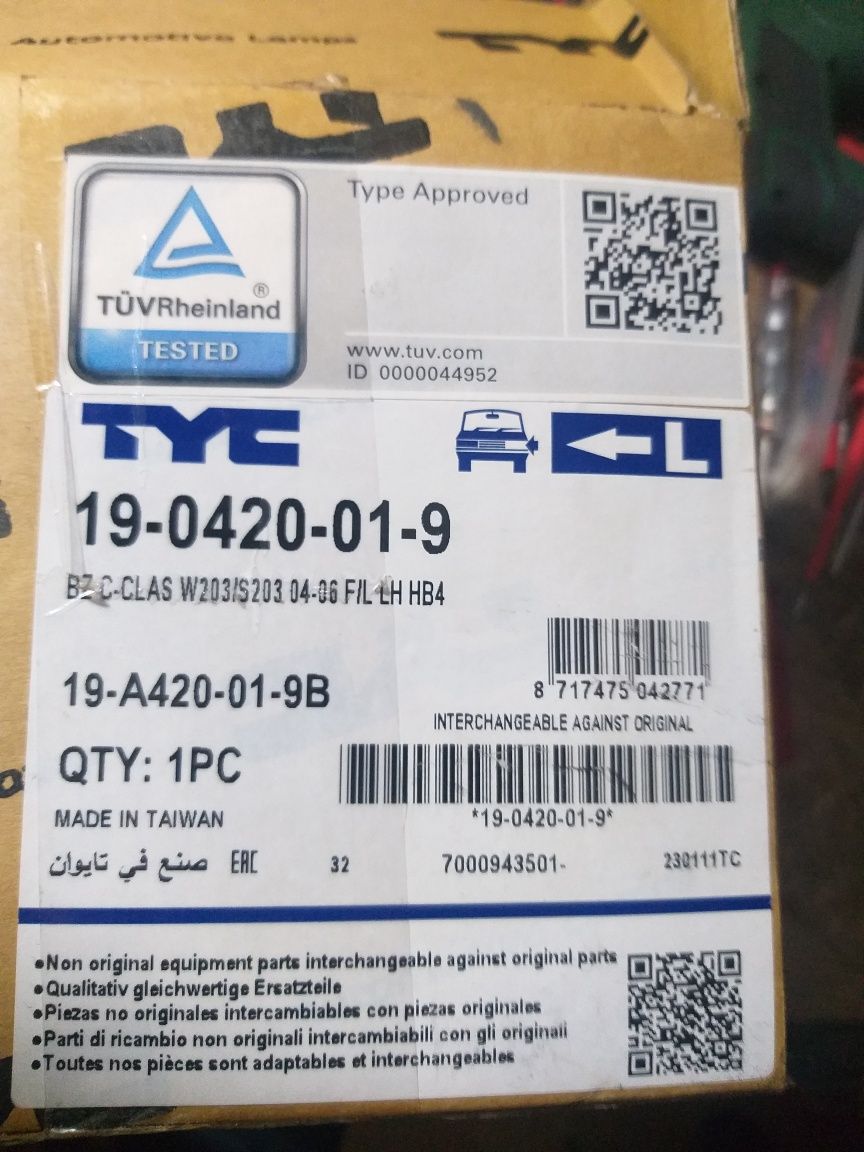 Automotive Lamps
TYC
Type Approved
TÜVRheinland®
TESTED
www.tuv.com
ID 0000044952
TYC
L
19-0420-01-9
BZ C-CLAS W203/S203 04-06 F/L LH HB4
19-A420-01-9B
8 717475 042771
INTERCHANGEABLE AGAINST ORIGINAL
QTY: 1PC
MADE IN TAIWAN
*19-0420-01-9*
صنع في تايوان EAC 32 7000943501- 230111TC
•Non original equipment parts interchangeable against original parts
•Qualitativ gleichwertige Ersatzteile
•Piezas no originales intercambiables con piezas originales
•Parti di ricambio non originali intercambiabili con gli originali
•Toutes nos pièces sont adaptables et interchangeables